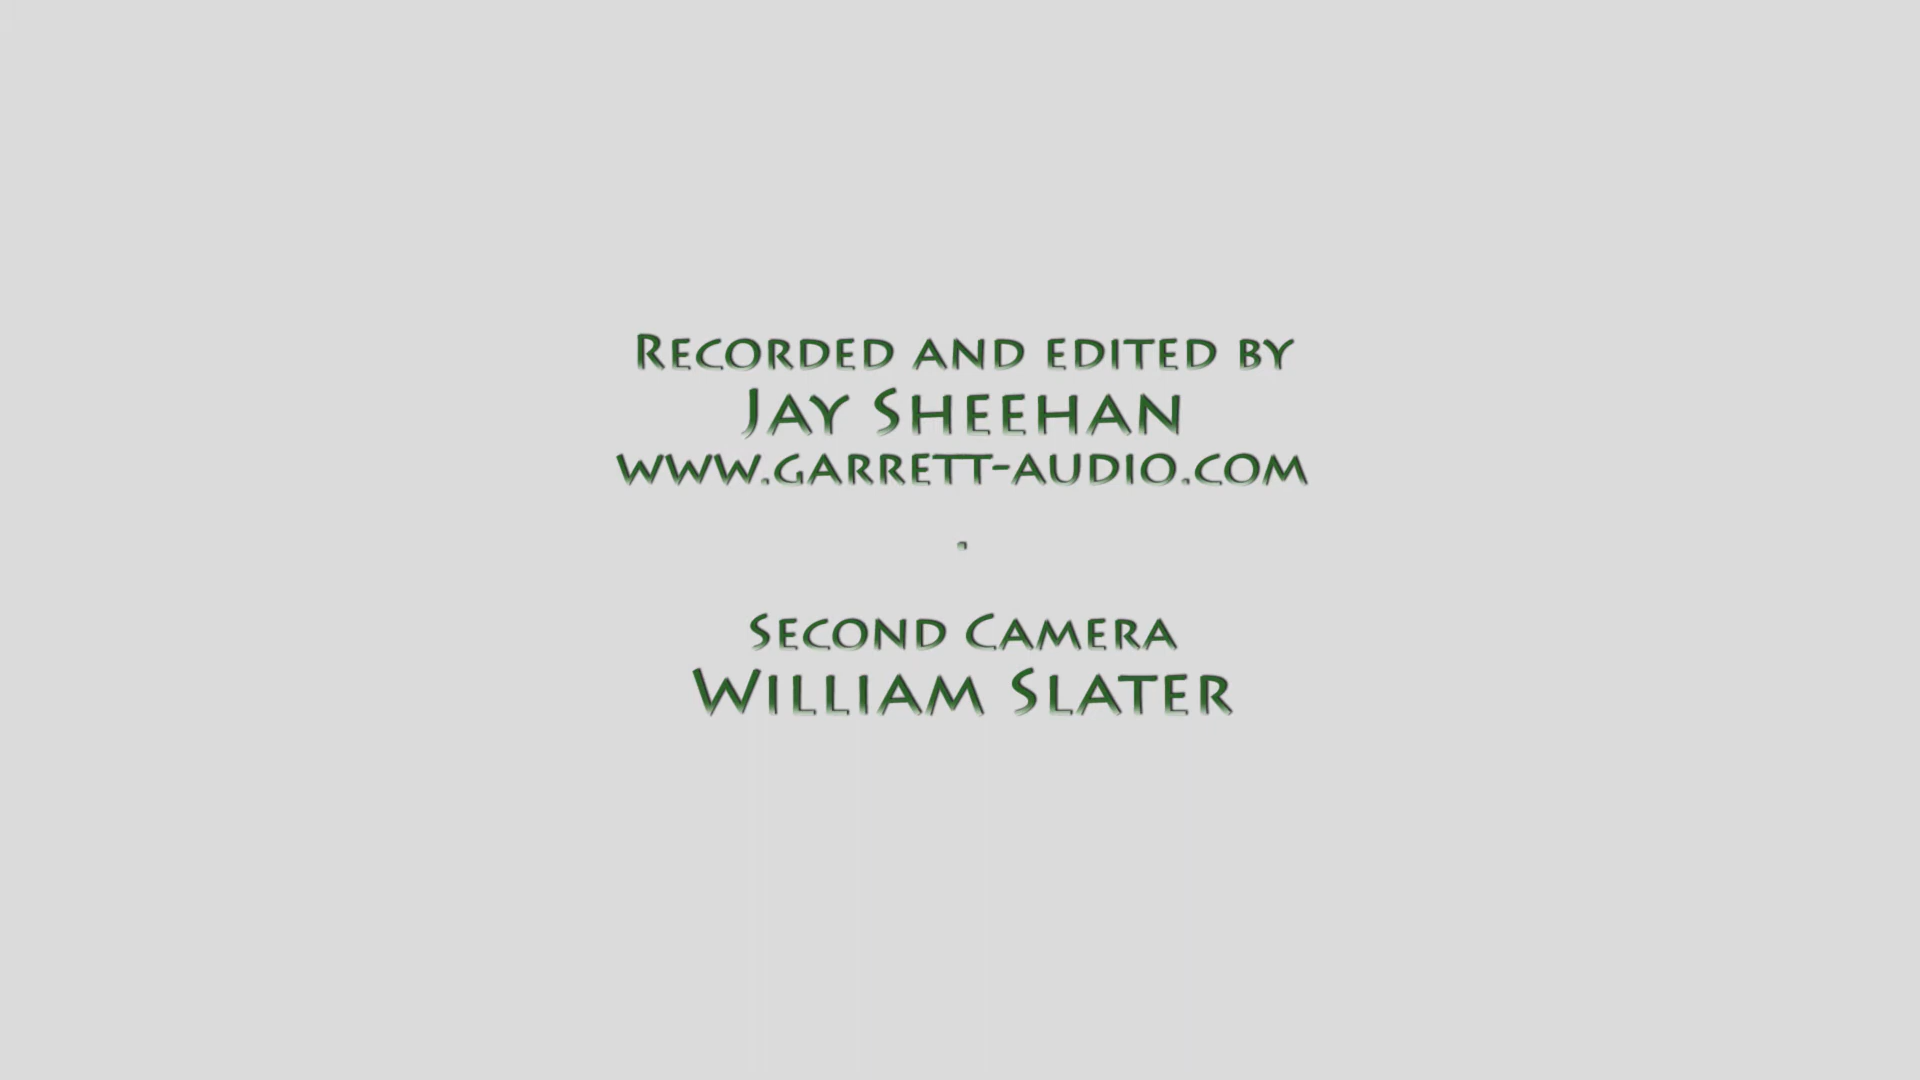 Recorded and edited by
Jay Sheehan
www.garrett-audio.com
.
Second Camera
William Slater